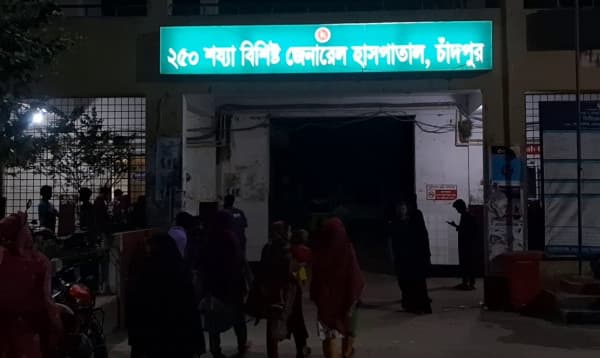 ২৫০ শয্যা বিশিষ্ট জেনারেল হাসপাতাল, চাঁদপুর